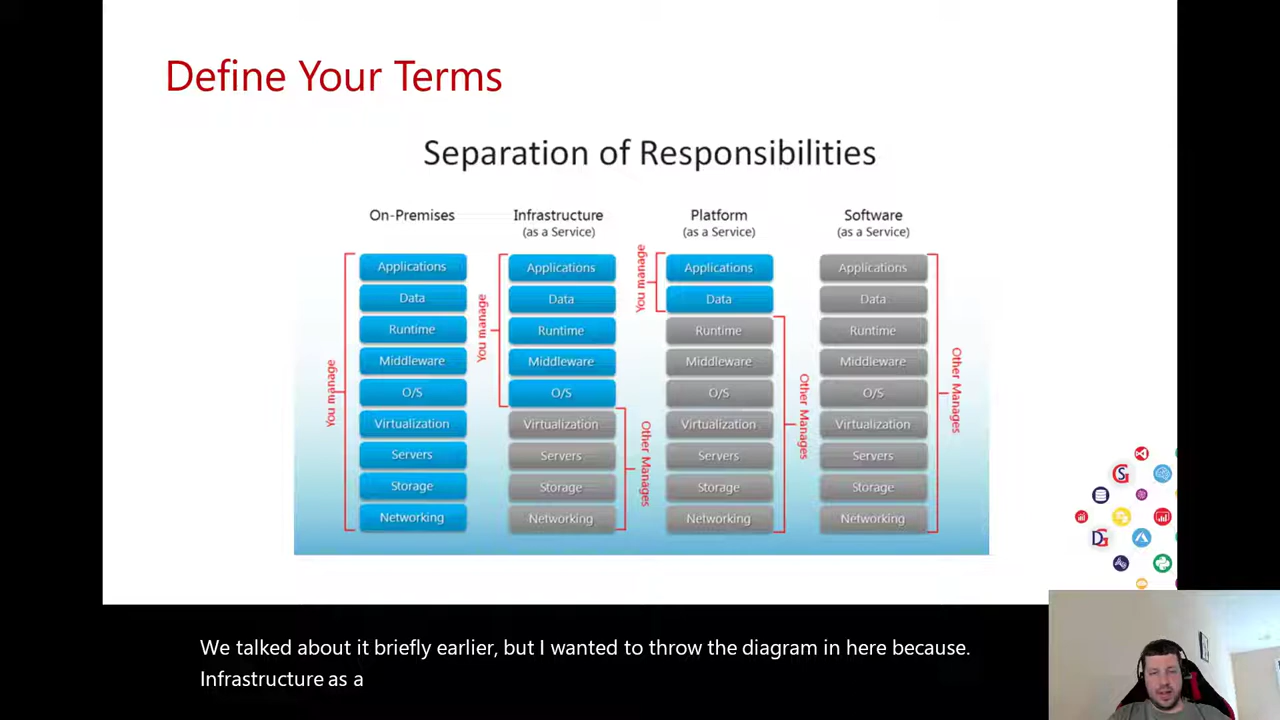 Define Your Terms
Separation of Responsibilities
On-Premises
Infrastructure
(as a Service)
Platform
(as a Service)
Software
(as a Service)
You manage
Applications
Data
Runtime
Middleware
O/S
Virtualization
Servers
Storage
Networking
You manage
Applications
Data
Runtime
Middleware
O/S
Virtualization
Servers
Storage
Networking
Other Manages
You manage
Applications
Data
Runtime
Middleware
O/S
Virtualization
Servers
Storage
Networking
Other Manages
Applications
Data
Runtime
Middleware
O/S
Virtualization
Servers
Storage
Networking
Other Manages
We talked about it briefly earlier, but I wanted to throw the diagram in here because.
Infrastructure as a